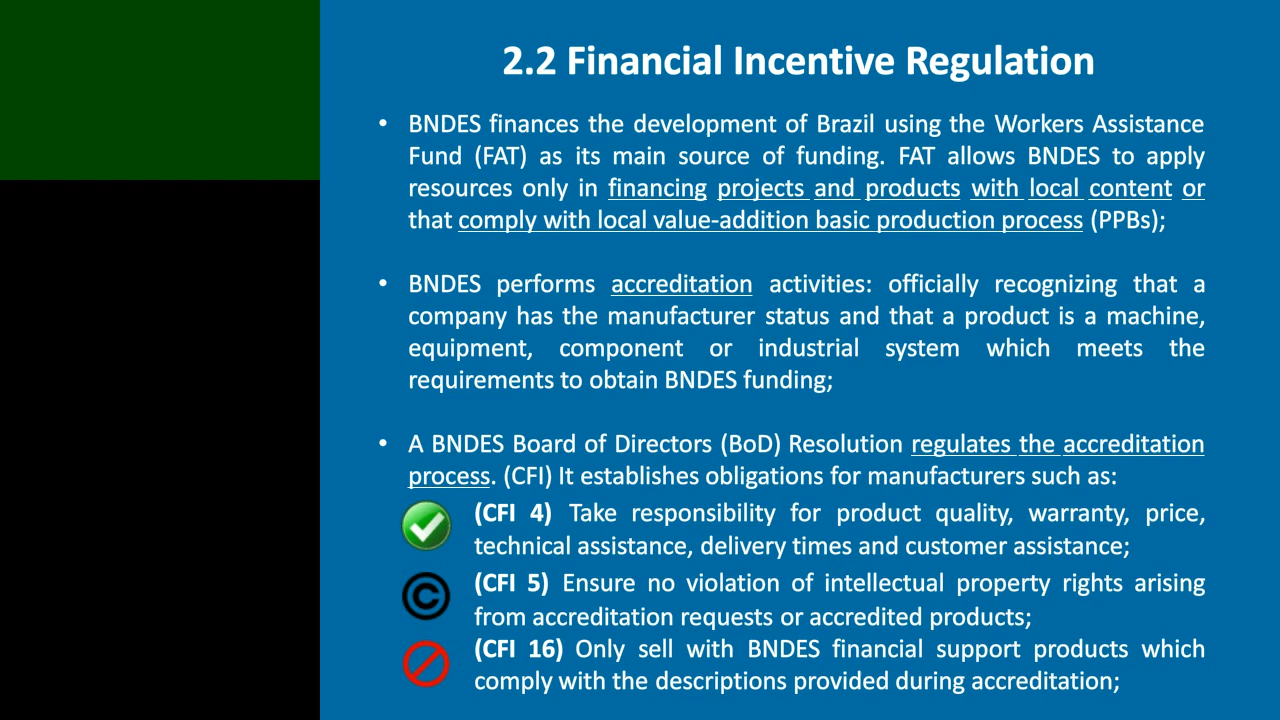 2.2 Financial Incentive Regulation
• BNDES finances the development of Brazil using the Workers Assistance
Fund (FAT) as its main source of funding. FAT allows BNDES to apply
resources only in financing projects and products with local content or
that comply with local value-addition basic production process (PPBs);
• BNDES performs accreditation activities: officially recognizing that a
company has the manufacturer status and that a product is a machine,
equipment, component or industrial system which meets the
requirements to obtain BNDES funding;
• A BNDES Board of Directors (BoD) Resolution regulates the accreditation
process. (CFI) It establishes obligations for manufacturers such as:
(CFI 4) Take responsibility for product quality, warranty, price,
technical assistance, delivery times and customer assistance;
(CFI 5) Ensure no violation of intellectual property rights arising
from accreditation requests or accredited products;
(CFI 16) Only sell with BNDES financial support products which
comply with the descriptions provided during accreditation;